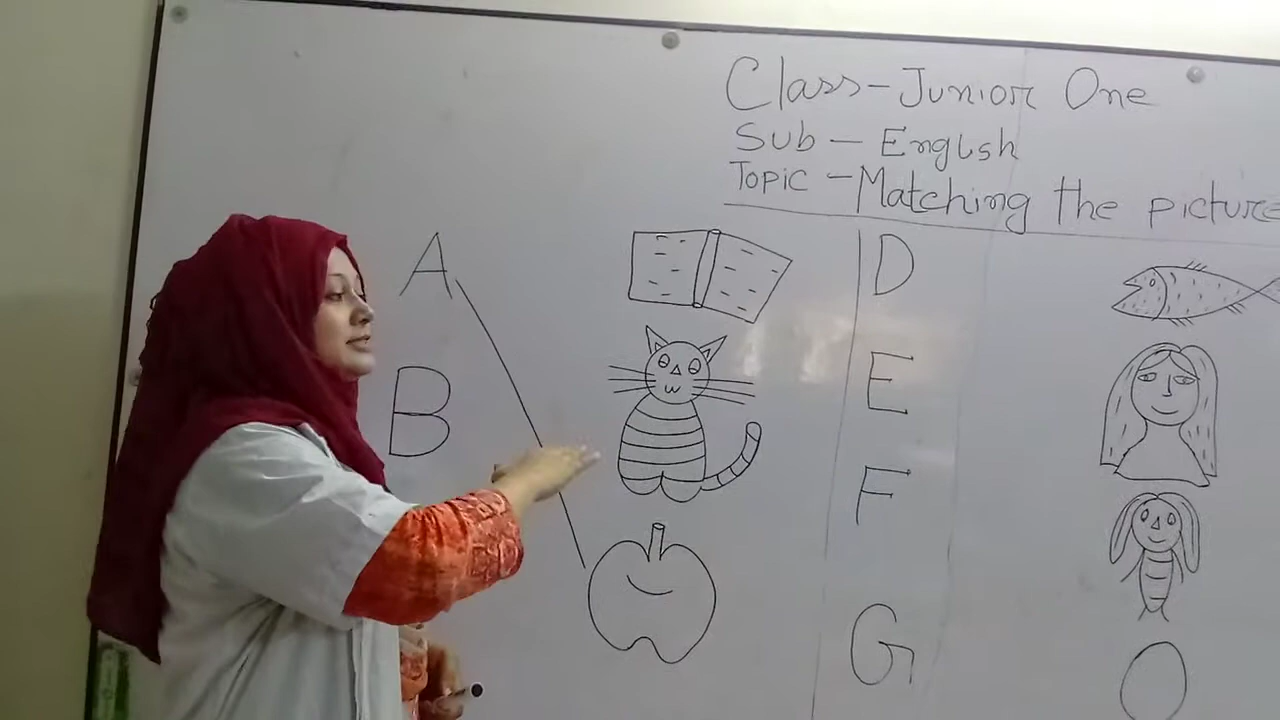 Class-Junior One
Sub - English
Topic - Matching the picture
A
B
D
E
F
G